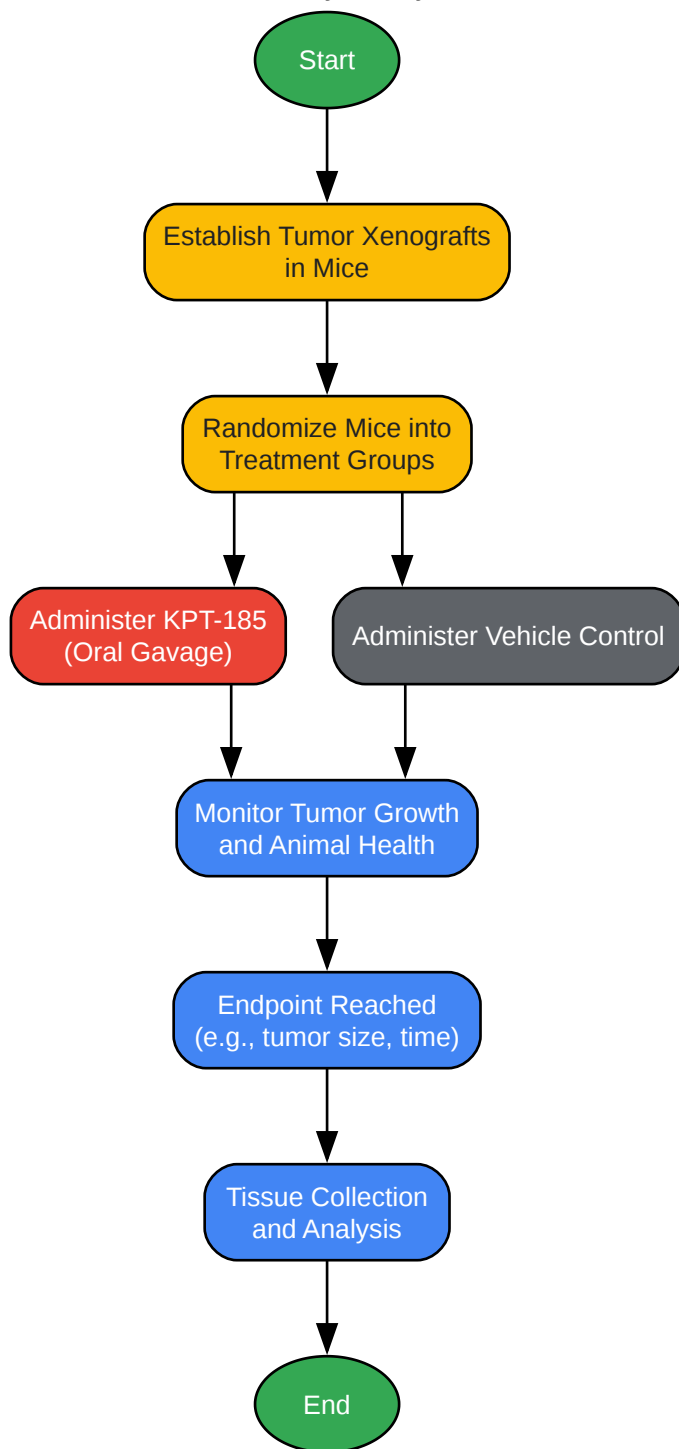 Start
Establish Tumor Xenografts
in Mice
Randomize Mice into
Treatment Groups
Administer KPT-185
(Oral Gavage)
Administer Vehicle Control
Monitor Tumor Growth
and Animal Health
Endpoint Reached
(e.g., tumor size, time)
Tissue Collection
and Analysis
End